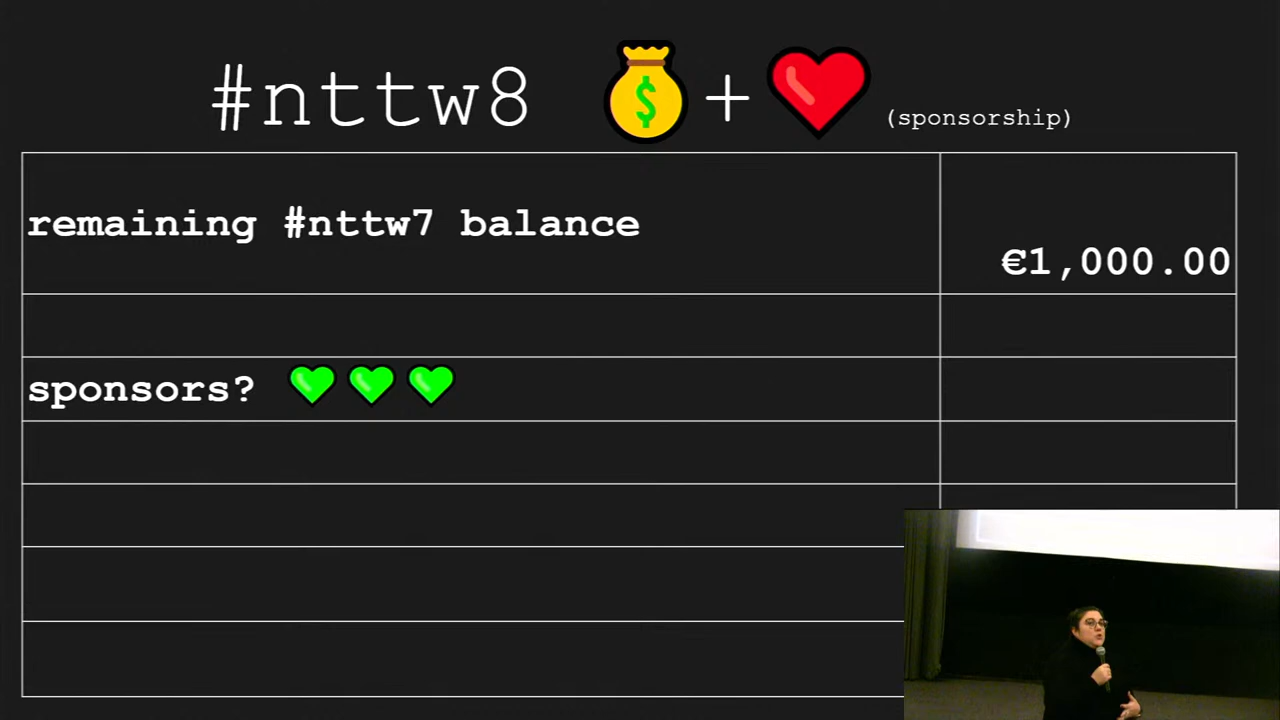 #nttw8 💰+❤️ (sponsorship)
remaining #nttw7 balance
€1,000.00
sponsors? 💚💚💚